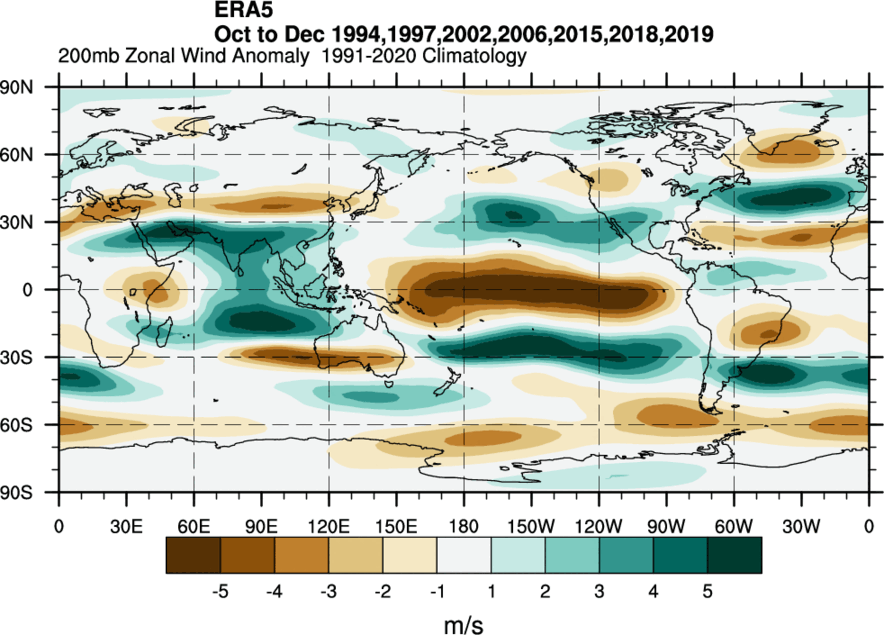 ERA5
Oct to Dec 1994,1997,2002,2006,2015,2018,2019
200mb Zonal Wind Anomaly 1991-2020 Climatology
90N
60N
30N
0
30S
60S
90S
0 30E 60E 90E 120E 150E 180 150W 120W 90W 60W 30W 0
-5 -4 -3 -2 -1 1 2 3 4 5
m/s